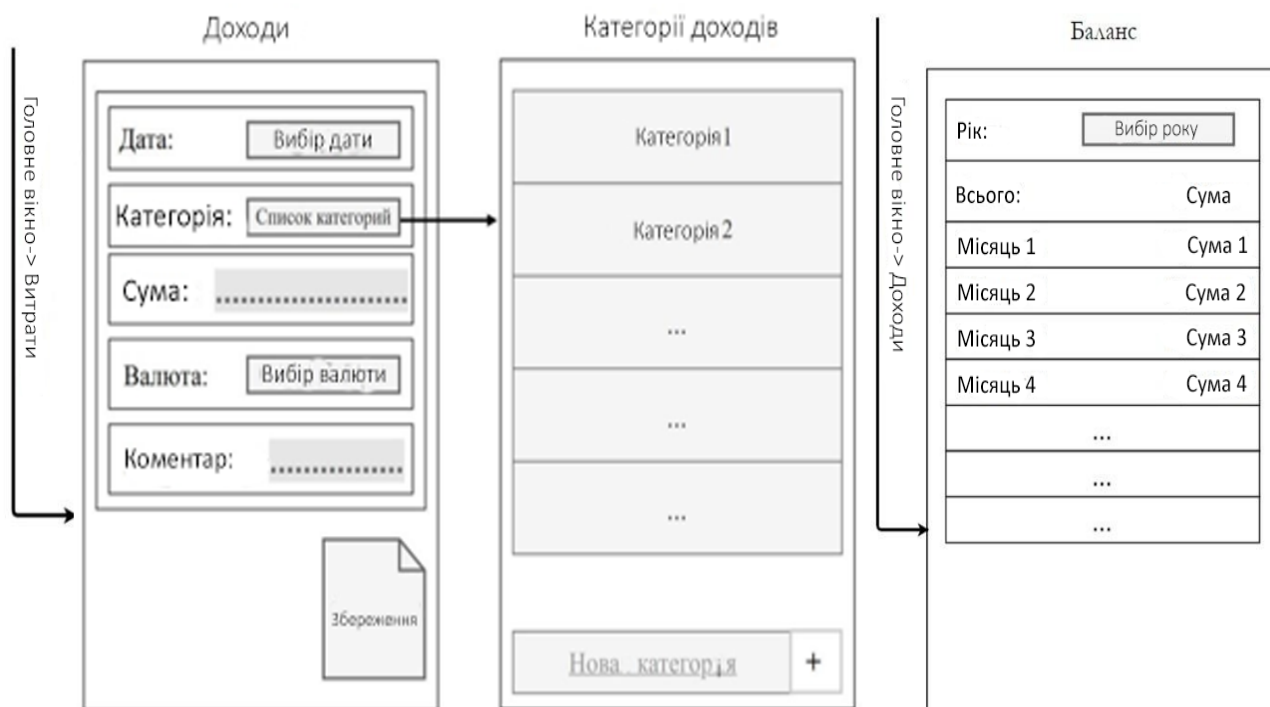 Доходи
Головне вікно-> Витрати
Дата:
Вибір дати
Категорія:
Список категорий
Сума:
Валюта:
Вибір валюти
Коментар:
Збереження
Категорії доходів
Категорія 1
Категорія 2
...
...
...
Нова категорія
+
Головне вікно-> Доходи
Баланс
Рік:
Вибір року
Всього:
Сума
Місяць 1
Сума 1
Місяць 2
Сума 2
Місяць 3
Сума 3
Місяць 4
Сума 4
...
...
...